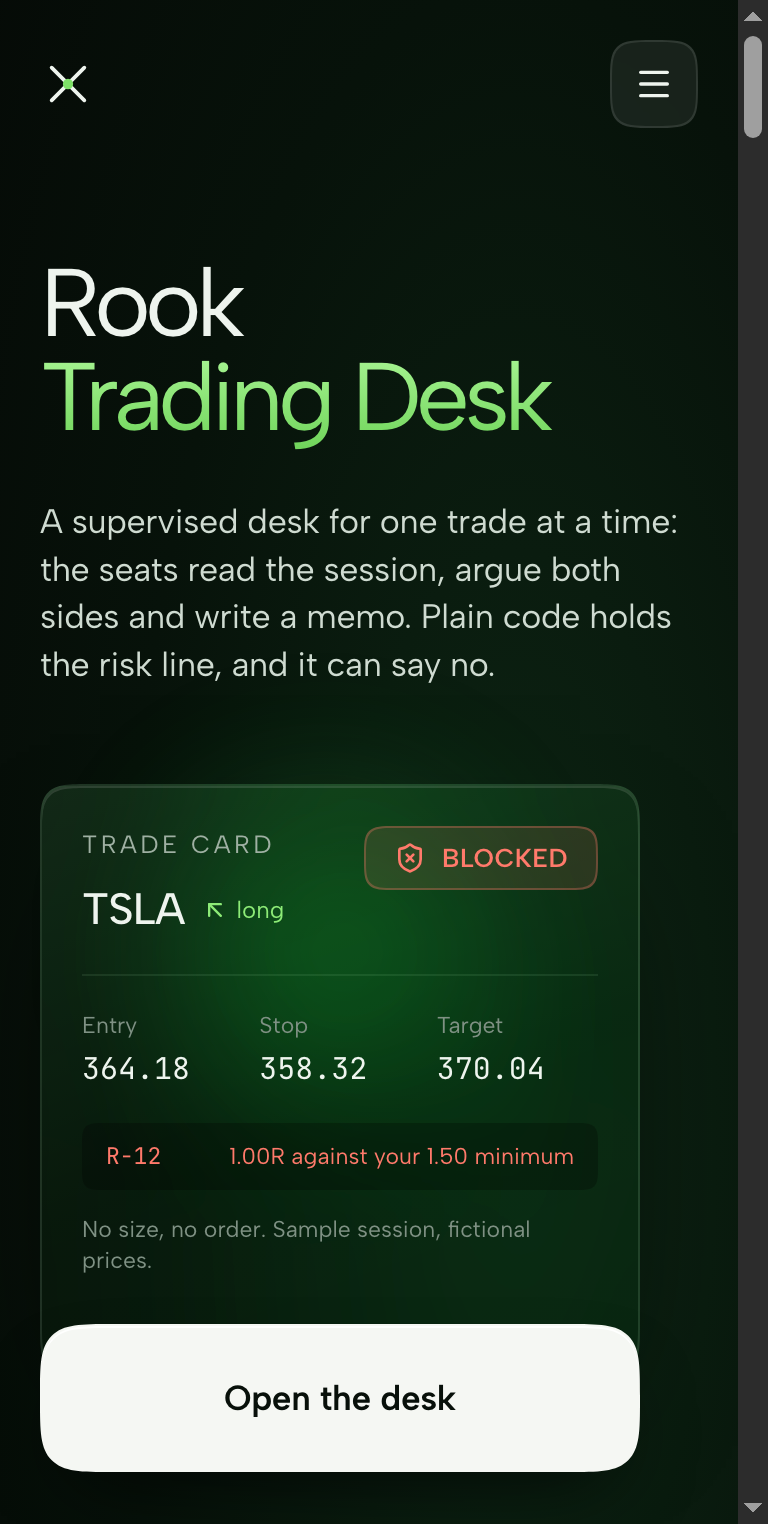 Rook
Trading Desk
A supervised desk for one trade at a time:
the seats read the session, argue both
sides and write a memo. Plain code holds
the risk line, and it can say no.
TRADE CARD
BLOCKED
TSLA long
Entry Stop Target
364.18 358.32 370.04
R-12 1.00R against your 1.50 minimum
No size, no order. Sample session, fictional
prices.
Open the desk